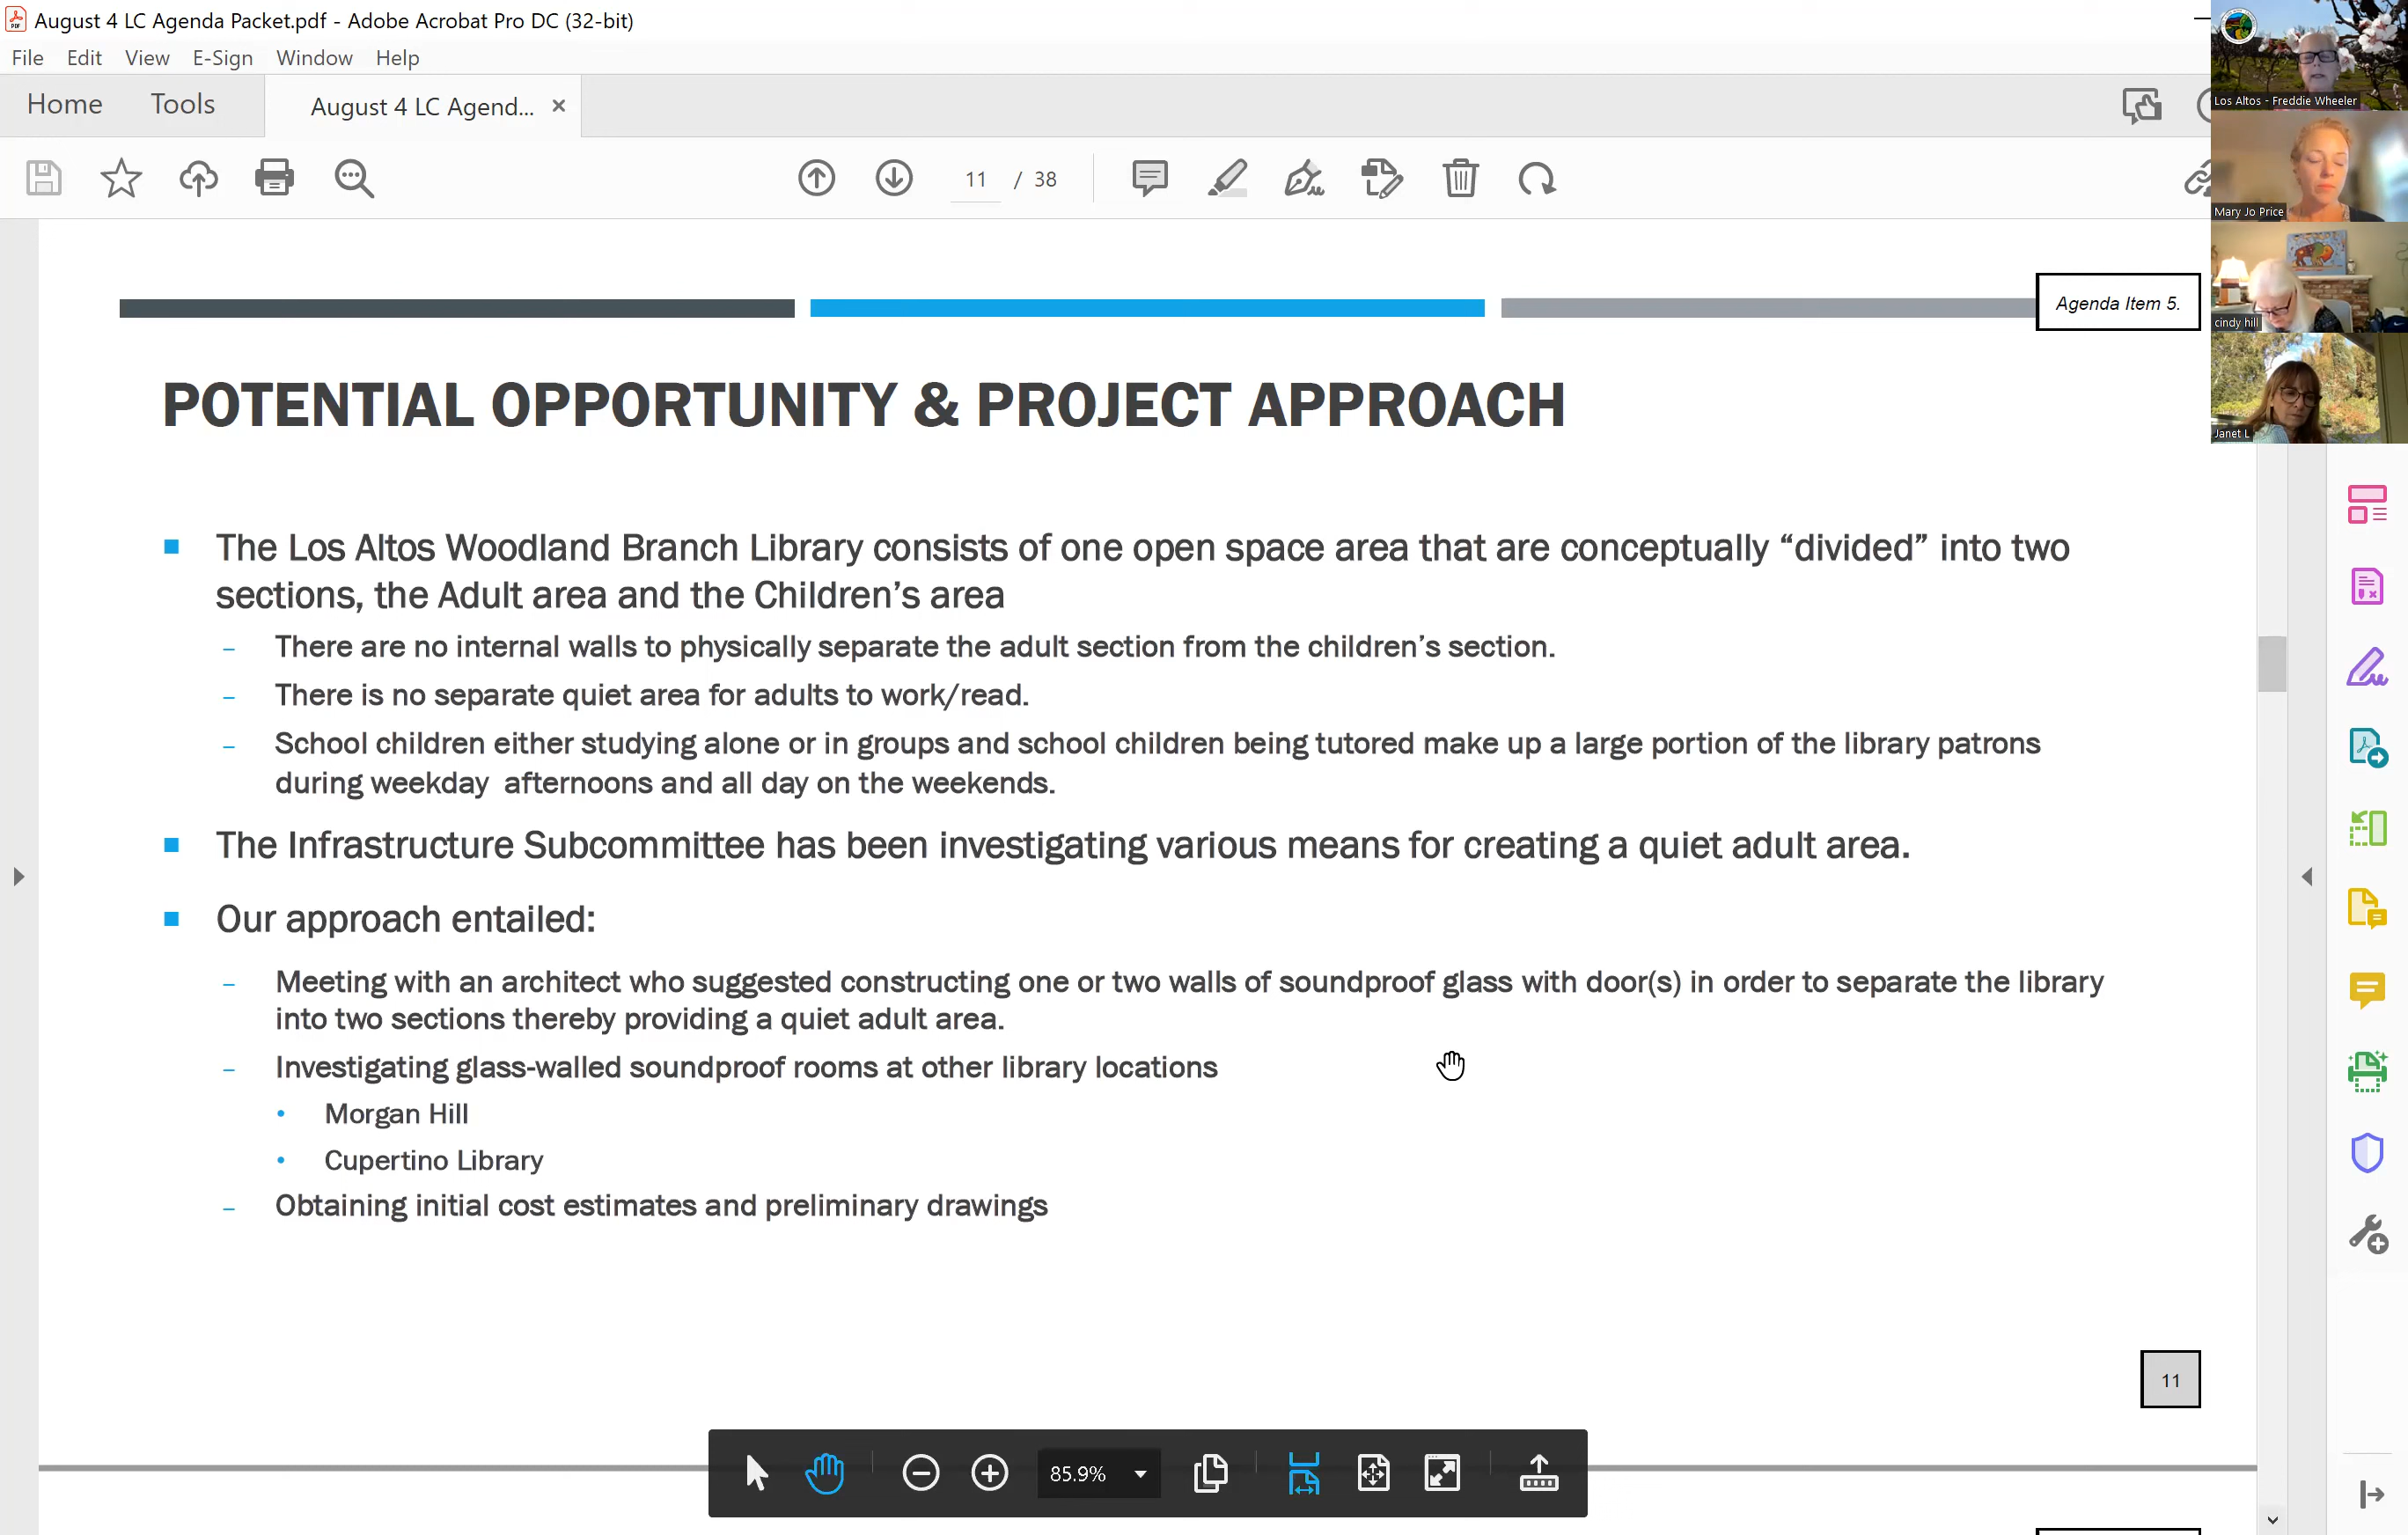 August 4 LC Agenda Packet.pdf - Adobe Acrobat Pro DC (32-bit)
File Edit View E-Sign Window Help
Home Tools August 4 LC Agend... ×
11 / 38
Los Altos - Freddie Wheeler
Mary Jo Price
cindy hill
Janet L
Agenda Item 5.
POTENTIAL OPPORTUNITY & PROJECT APPROACH
▪ The Los Altos Woodland Branch Library consists of one open space area that are conceptually “divided” into two
sections, the Adult area and the Children’s area
– There are no internal walls to physically separate the adult section from the children’s section.
– There is no separate quiet area for adults to work/read.
– School children either studying alone or in groups and school children being tutored make up a large portion of the library patrons
during weekday afternoons and all day on the weekends.
▪ The Infrastructure Subcommittee has been investigating various means for creating a quiet adult area.
▪ Our approach entailed:
– Meeting with an architect who suggested constructing one or two walls of soundproof glass with door(s) in order to separate the library
into two sections thereby providing a quiet adult area.
– Investigating glass-walled soundproof rooms at other library locations
• Morgan Hill
• Cupertino Library
– Obtaining initial cost estimates and preliminary drawings
11
85.9%